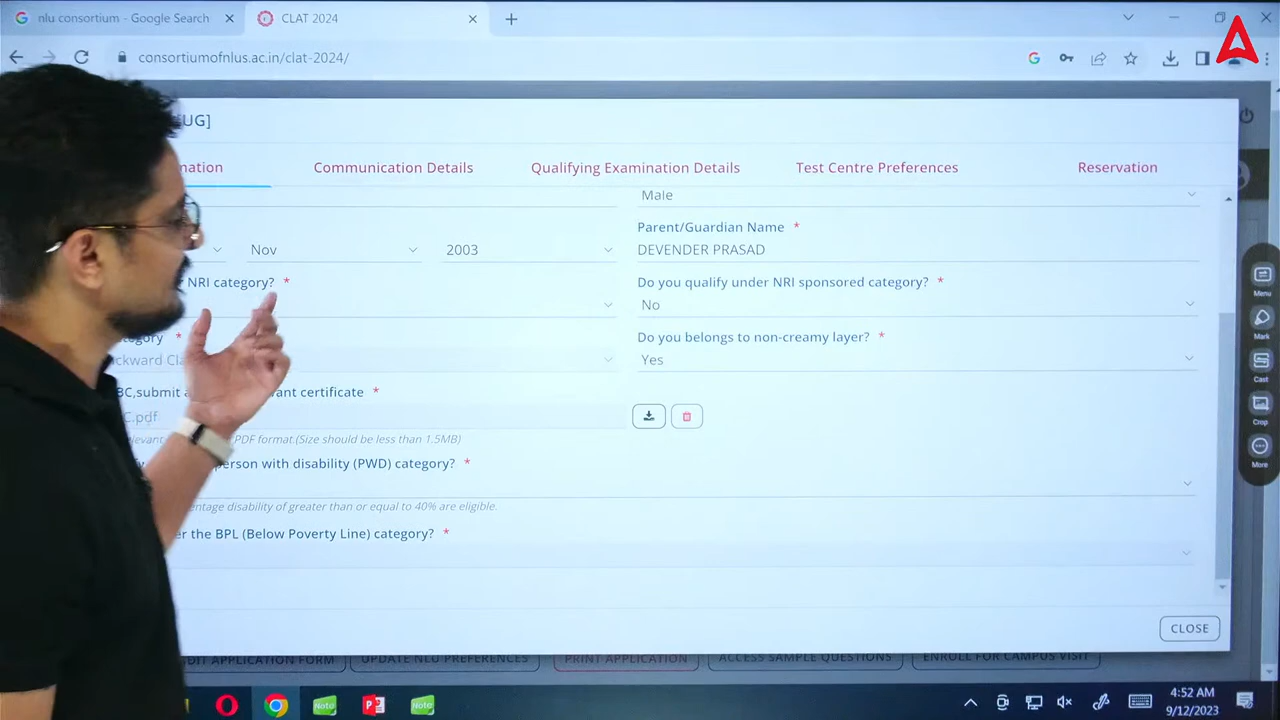 nlu consortium - Google Search
CLAT 2024
consortiumofnlus.ac.in/clat-2024/
UG]
Communication Details
Qualifying Examination Details
Test Centre Preferences
Reservation
Male
Parent/Guardian Name *
Nov
2003
DEVENDER PRASAD
NRI category? *
Do you qualify under NRI sponsored category? *
No
*
Do you belongs to non-creamy layer? *
Yes
certificate *
.pdf
PDF format.(Size should be less than 1.5MB)
person with disability (PWD) category? *
disability of greater than or equal to 40% are eligible.
the BPL (Below Poverty Line) category? *
CLOSE
APPLICATION FORM
UPDATE NLU PREFERENCES
PRINT APPLICATION
ACCESS SAMPLE QUESTIONS
ENROLL FOR CAMPUS VISIT
Menu
Mark
Cast
Crop
More
Note
Note
4:52 AM
9/12/2023